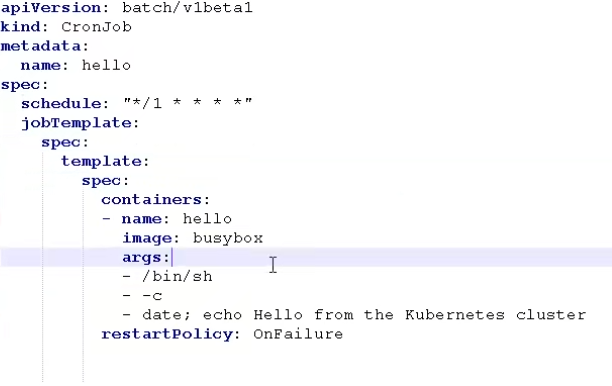 apiVersion: batch/v1beta1
kind: CronJob
metadata:
  name: hello
spec:
  schedule: "*/1 * * * *"
  jobTemplate:
    spec:
      template:
        spec:
          containers:
          - name: hello
            image: busybox
            args:
            - /bin/sh
            - -c
            - date; echo Hello from the Kubernetes cluster
          restartPolicy: OnFailure